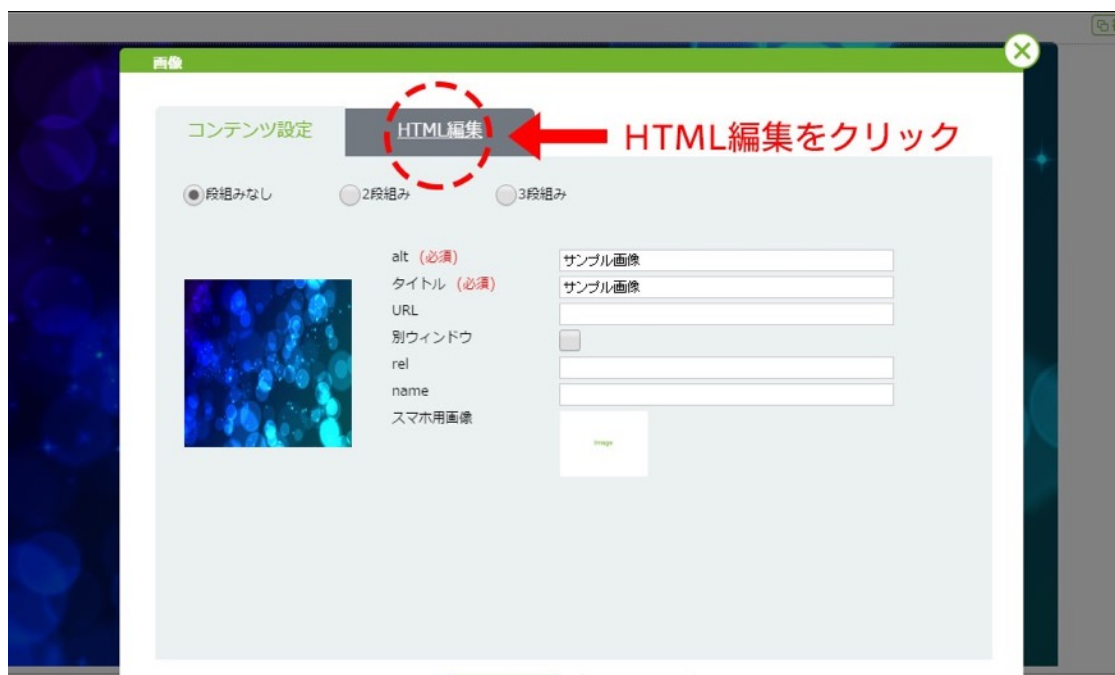 画像
コンテンツ設定
HTML編集
HTML編集をクリック
段組みなし
2段組み
3段組み
alt (必須)
サンプル画像
タイトル (必須)
サンプル画像
URL
別ウィンドウ
rel
name
スマホ用画像
image